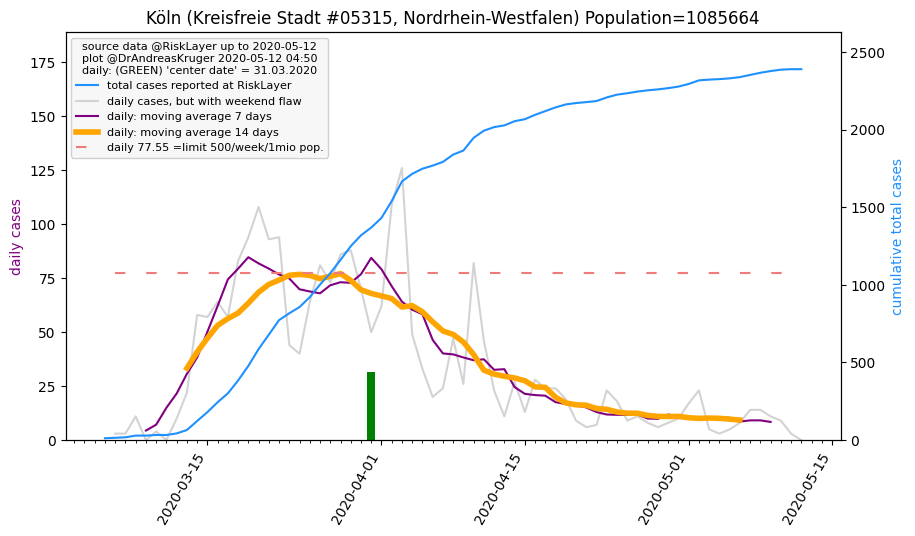 Köln (Kreisfreie Stadt #05315, Nordrhein-Westfalen) Population=1085664
source data @RiskLayer up to 2020-05-12
plot @DrAndreasKruger 2020-05-12 04:50
daily: (GREEN) 'center date' = 31.03.2020
total cases reported at RiskLayer
daily cases, but with weekend flaw
daily: moving average 7 days
daily: moving average 14 days
daily 77.55 =limit 500/week/1mio pop.
daily cases
175
150
125
100
75
50
25
0
cumulative total cases
2500
2000
1500
1000
500
0
2020-03-15
2020-04-01
2020-04-15
2020-05-01
2020-05-15